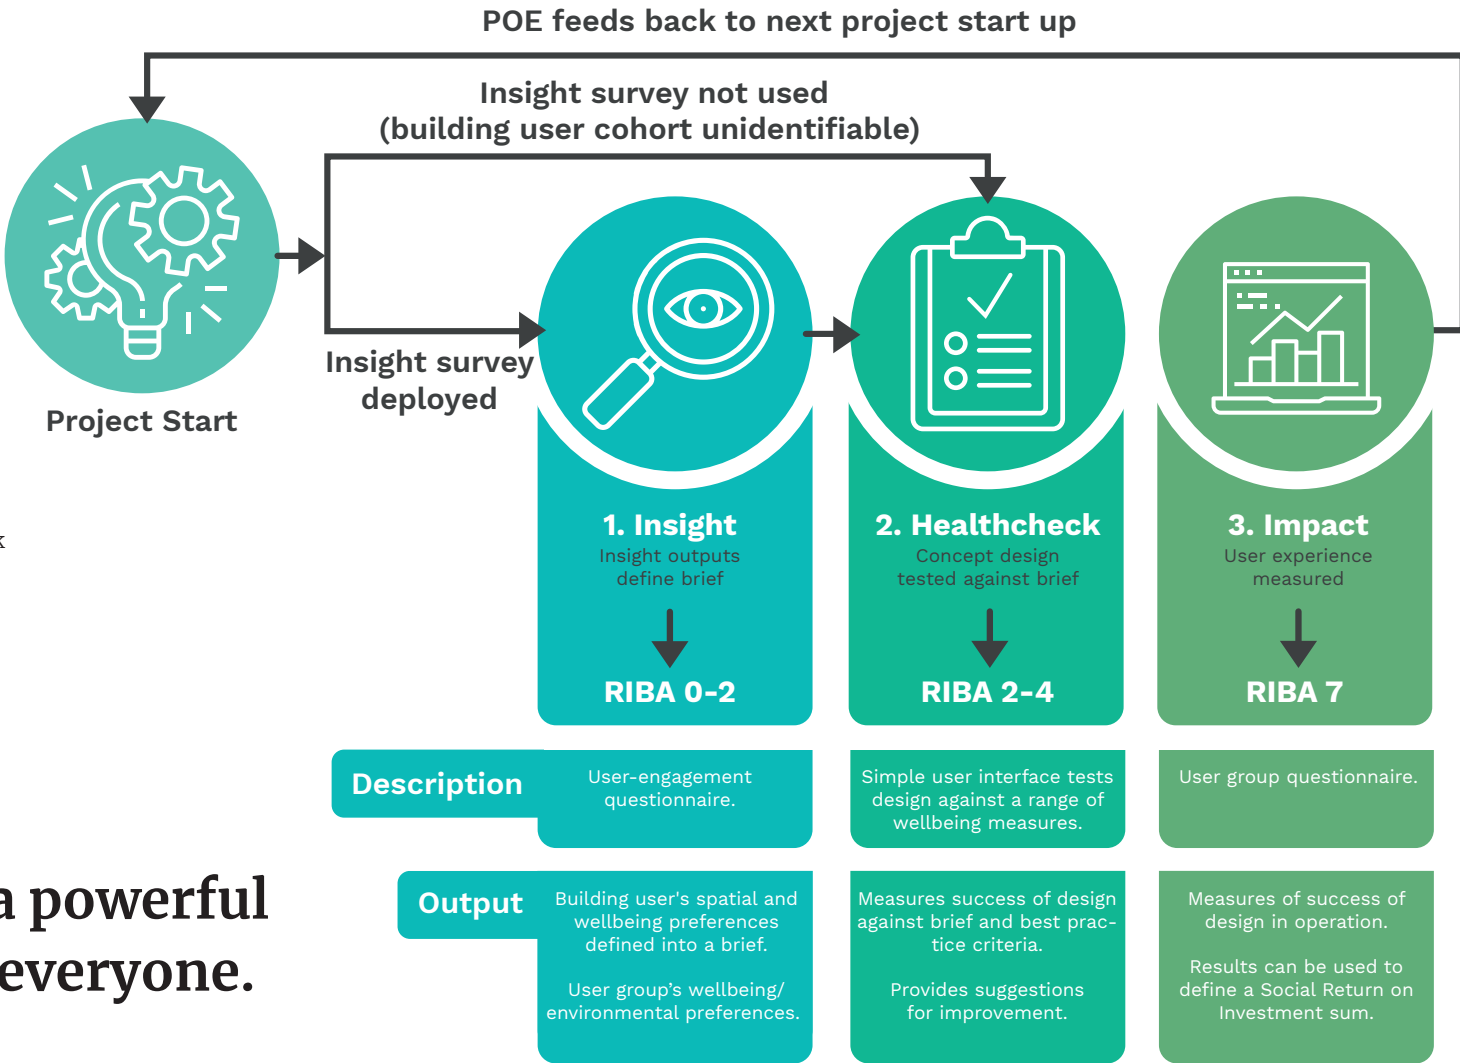 POE feeds back to next project start up
Insight survey not used
(building user cohort unidentifiable)
Insight survey
deployed
Project Start
k
1. Insight
Insight outputs
define brief
RIBA 0-2
2. Healthcheck
Concept design
tested against brief
RIBA 2-4
3. Impact
User experience
measured
RIBA 7
Description
User-engagement
questionnaire.
Simple user interface tests
design against a range of
wellbeing measures.
User group questionnaire.
a powerful
everyone.
Output
Building user's spatial and
wellbeing preferences
defined into a brief.
User group’s wellbeing/
environmental preferences.
Measures success of design
against brief and best prac-
tice criteria.
Provides suggestions
for improvement.
Measures of success of
design in operation.
Results can be used to
define a Social Return on
Investment sum.